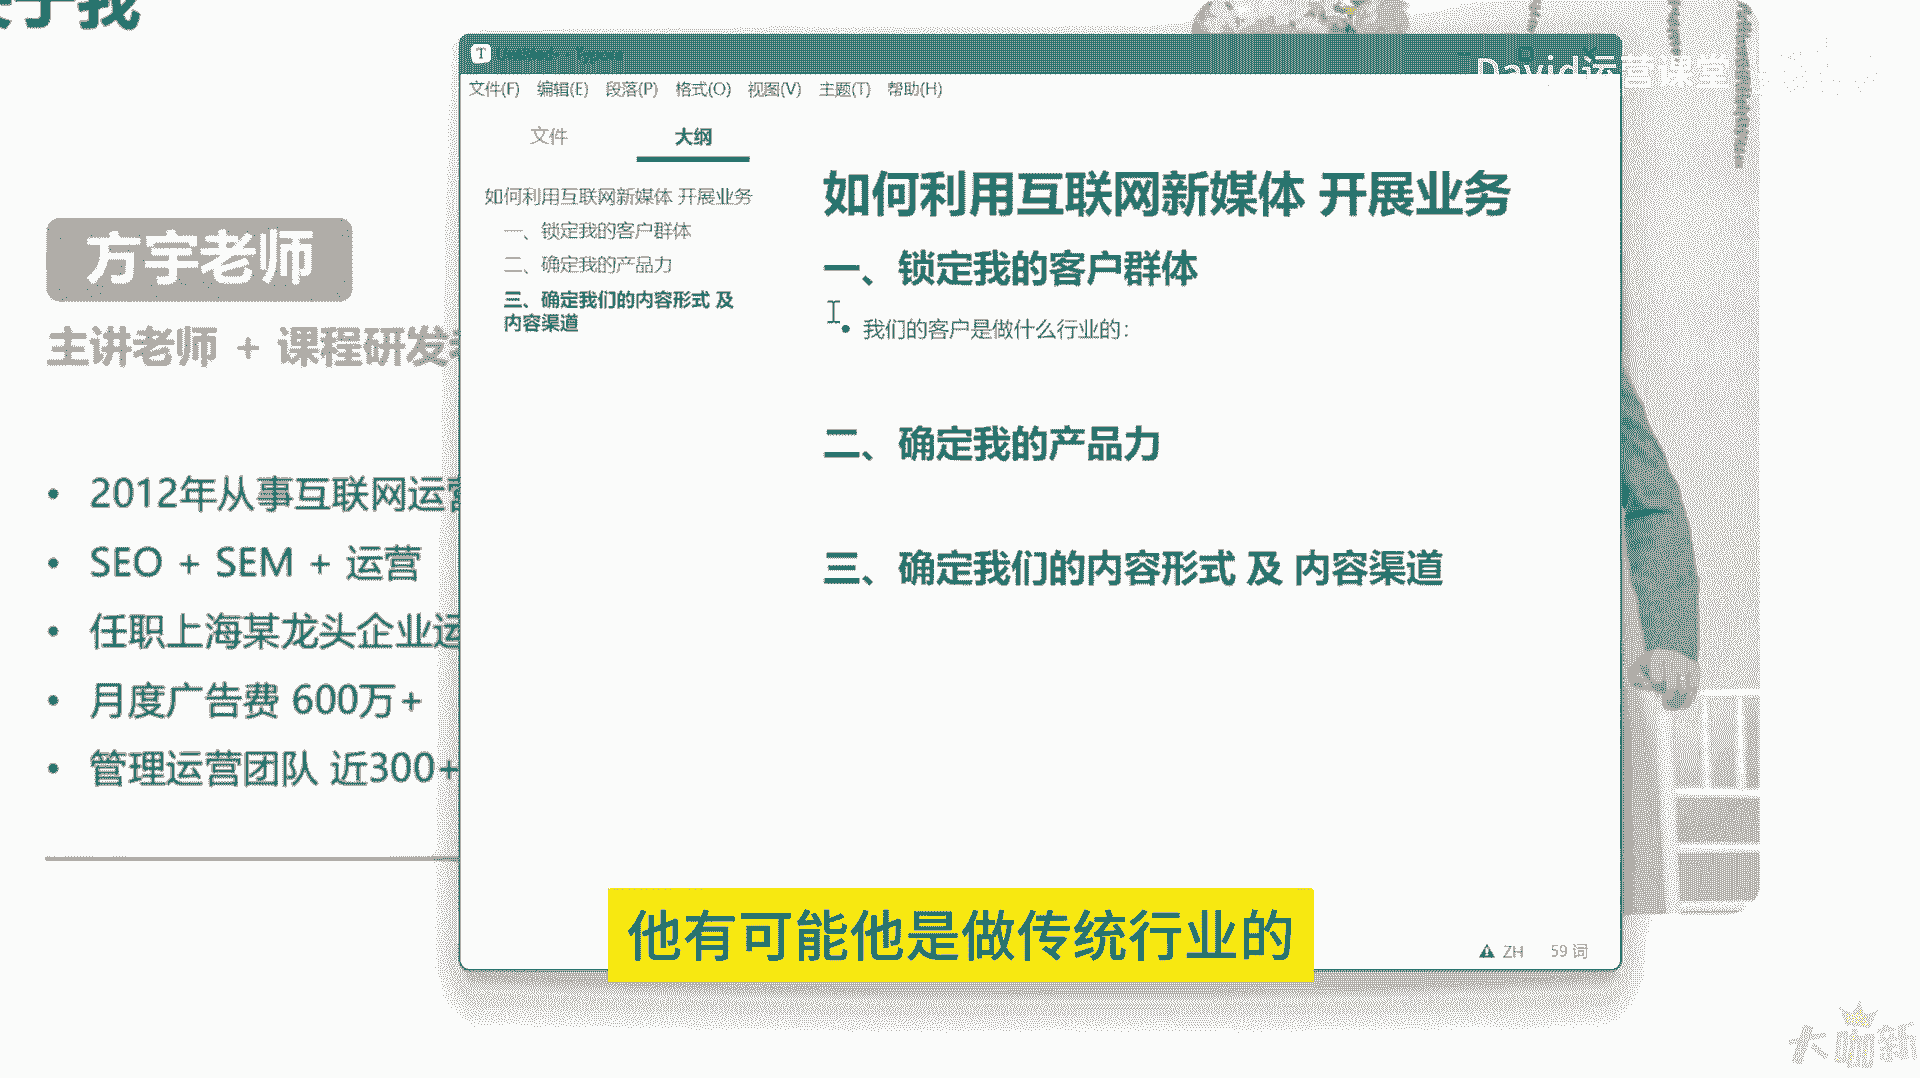 关于我
David运营课堂
文件(F) 编辑(E) 段落(P) 格式(O) 视图(V) 主题(T) 帮助(H)
文件 大纲
如何利用互联网新媒体 开展业务
一、锁定我的客户群体
二、确定我的产品力
三、确定我们的内容形式 及
内容渠道
如何利用互联网新媒体 开展业务
一、锁定我的客户群体
• 我们的客户是做什么行业的：
二、确定我的产品力
三、确定我们的内容形式 及 内容渠道
ZH 59 词
方宇老师
主讲老师 + 课程研发
• 2012年从事互联网运营
• SEO + SEM + 运营
• 任职上海某龙头企业运
• 月度广告费 600万+
• 管理运营团队 近300+
他有可能他是做传统行业的
大咖新